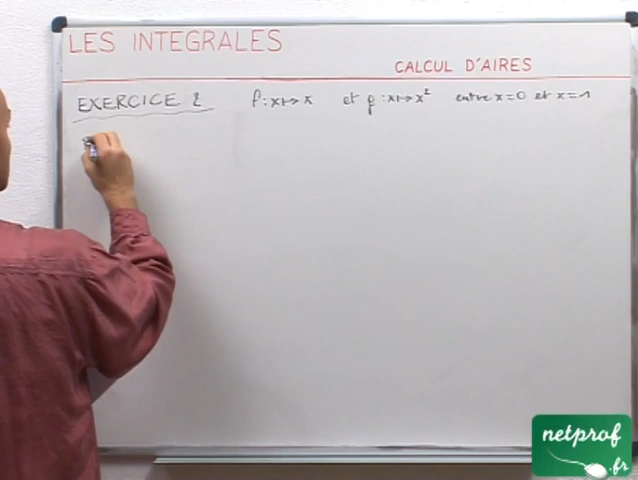 LES INTEGRALES
CALCUL D'AIRES
EXERCICE 2 f : x ↦ x et g : x ↦ x² entre x = 0 et x = 1
netprof
.fr